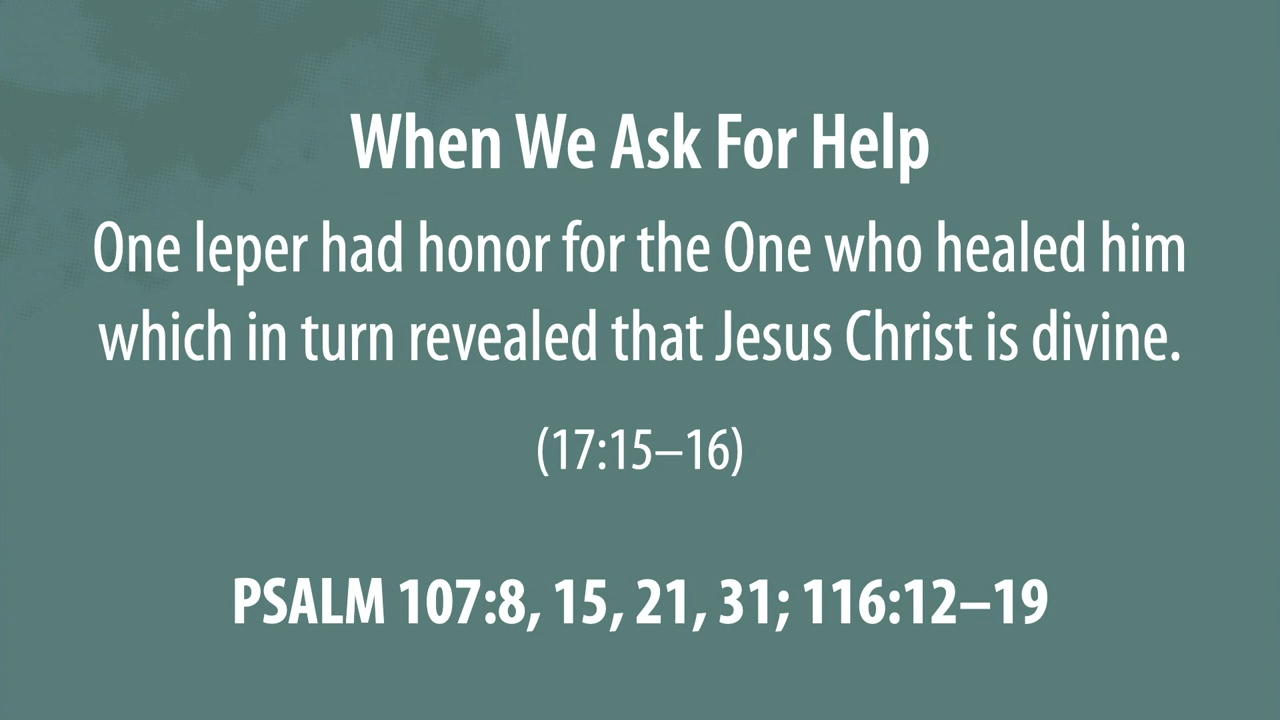 When We Ask For Help
One leper had honor for the One who healed him
which in turn revealed that Jesus Christ is divine.
(17:15–16)
PSALM 107:8, 15, 21, 31; 116:12–19